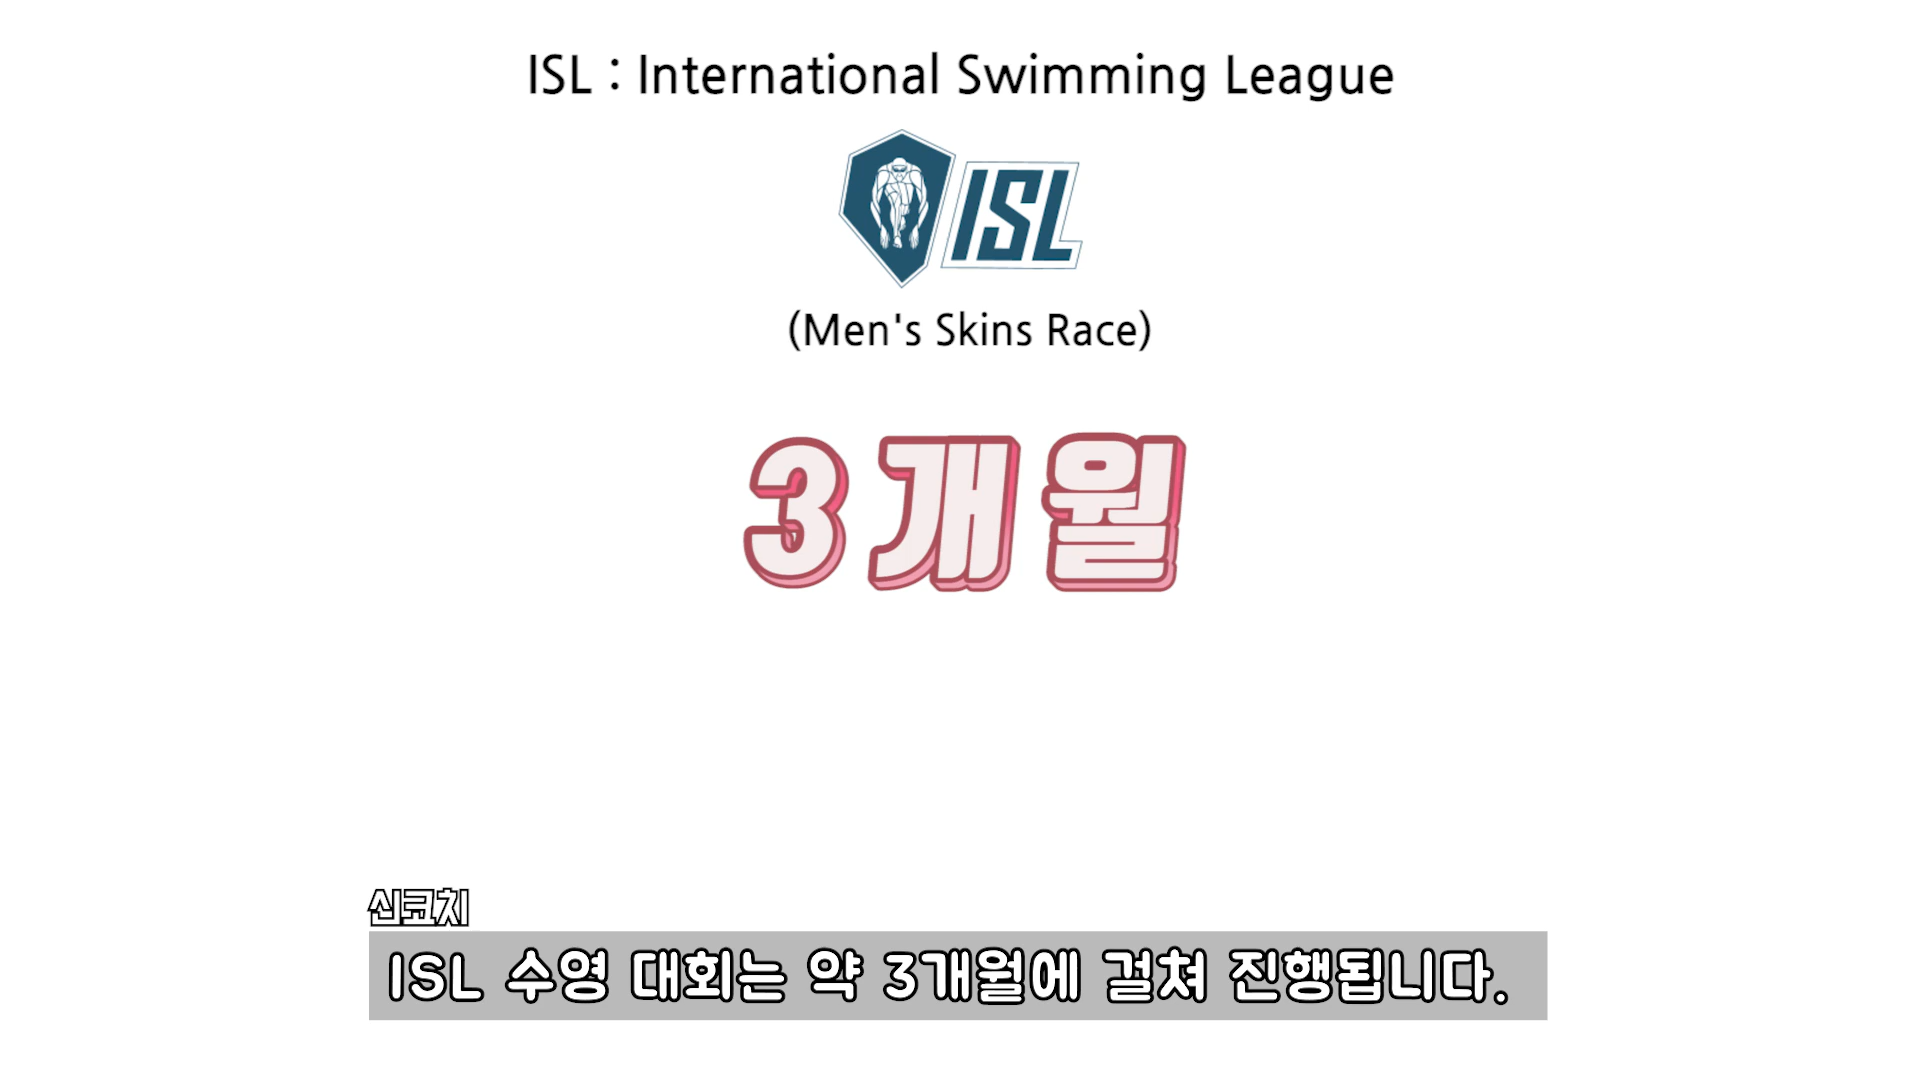 ISL : International Swimming League
ISL
(Men's Skins Race)
3개월
신코치
ISL 수영 대회는 약 3개월에 걸쳐 진행됩니다.